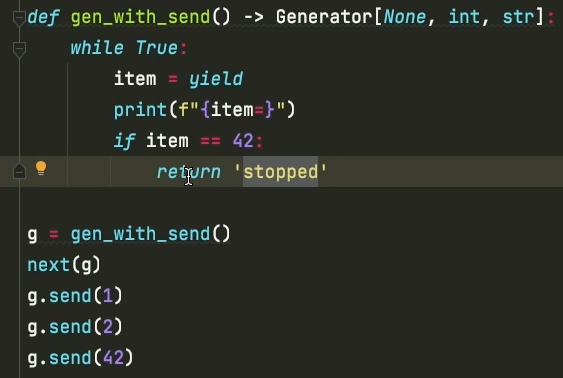 def gen_with_send() -> Generator[None, int, str]:
    while True:
        item = yield
        print(f"{item=}")
        if item == 42:
            return 'stopped'
g = gen_with_send()
next(g)
g.send(1)
g.send(2)
g.send(42)